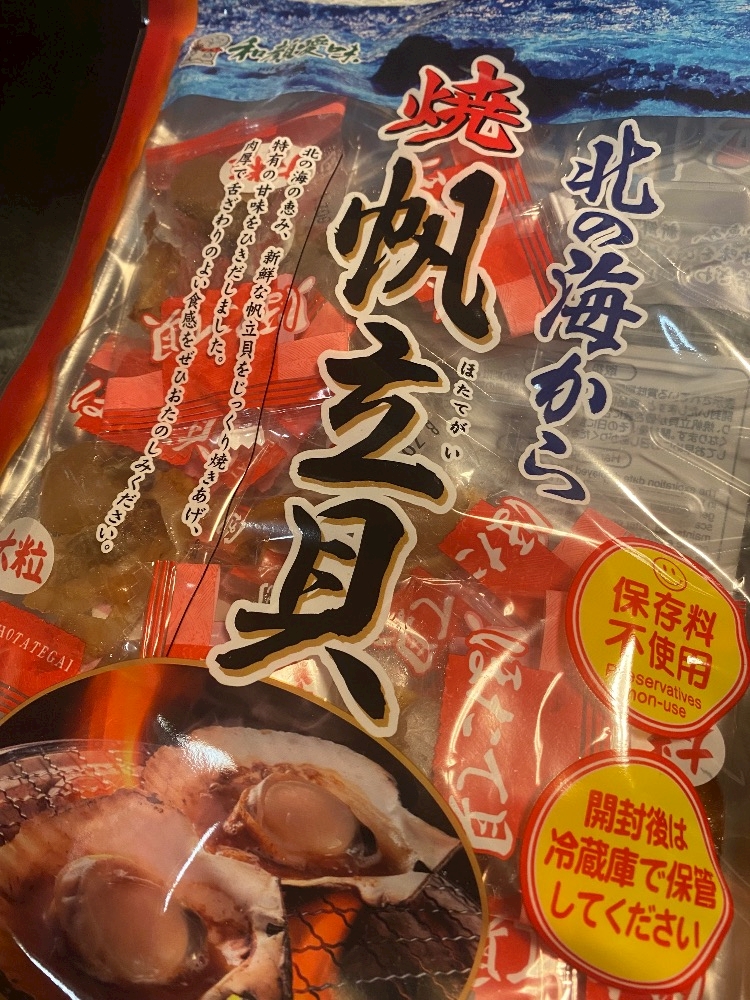 北の海から
焼
帆立貝
ほたてがい
北の海の恵み、新鮮な帆立貝をじっくり焼きあげ、
特有の甘味をひきだしました。
肉厚で舌ざわりのよい食感をぜひおたのしみください。
大粒
HOTATEGAI
保存料
不使用
Preservatives
non-use
開封後は
冷蔵庫で保管
してください